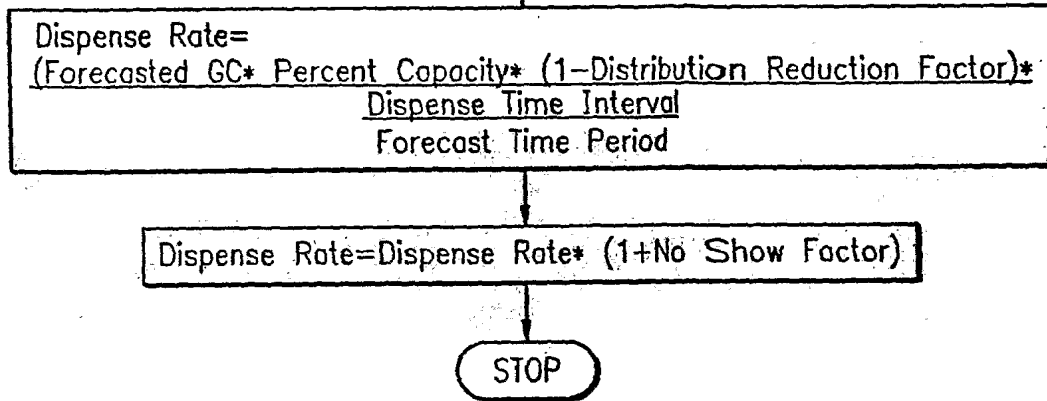 Dispense Rate=
(Forecasted GC* Percent Capacity* (1-Distribution Reduction Factor)*
Dispense Time Interval
Forecast Time Period
Dispense Rate=Dispense Rate* (1+No Show Factor)
STOP